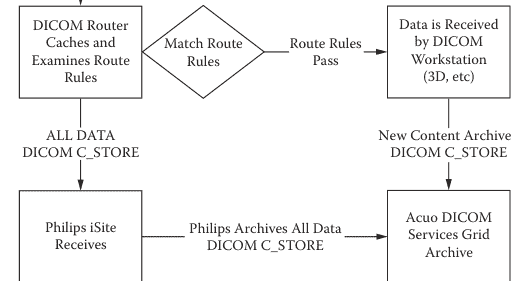 DICOM Router
Caches and
Examines Route
Rules
Match Route
Rules
Route Rules
Pass
Data is Received
by DICOM
Workstation
(3D, etc)
ALL DATA
DICOM C_STORE
New Content Archive
DICOM C_STORE
Philips iSite
Receives
Philips Archives All Data
DICOM C_STORE
Acuo DICOM
Services Grid
Archive